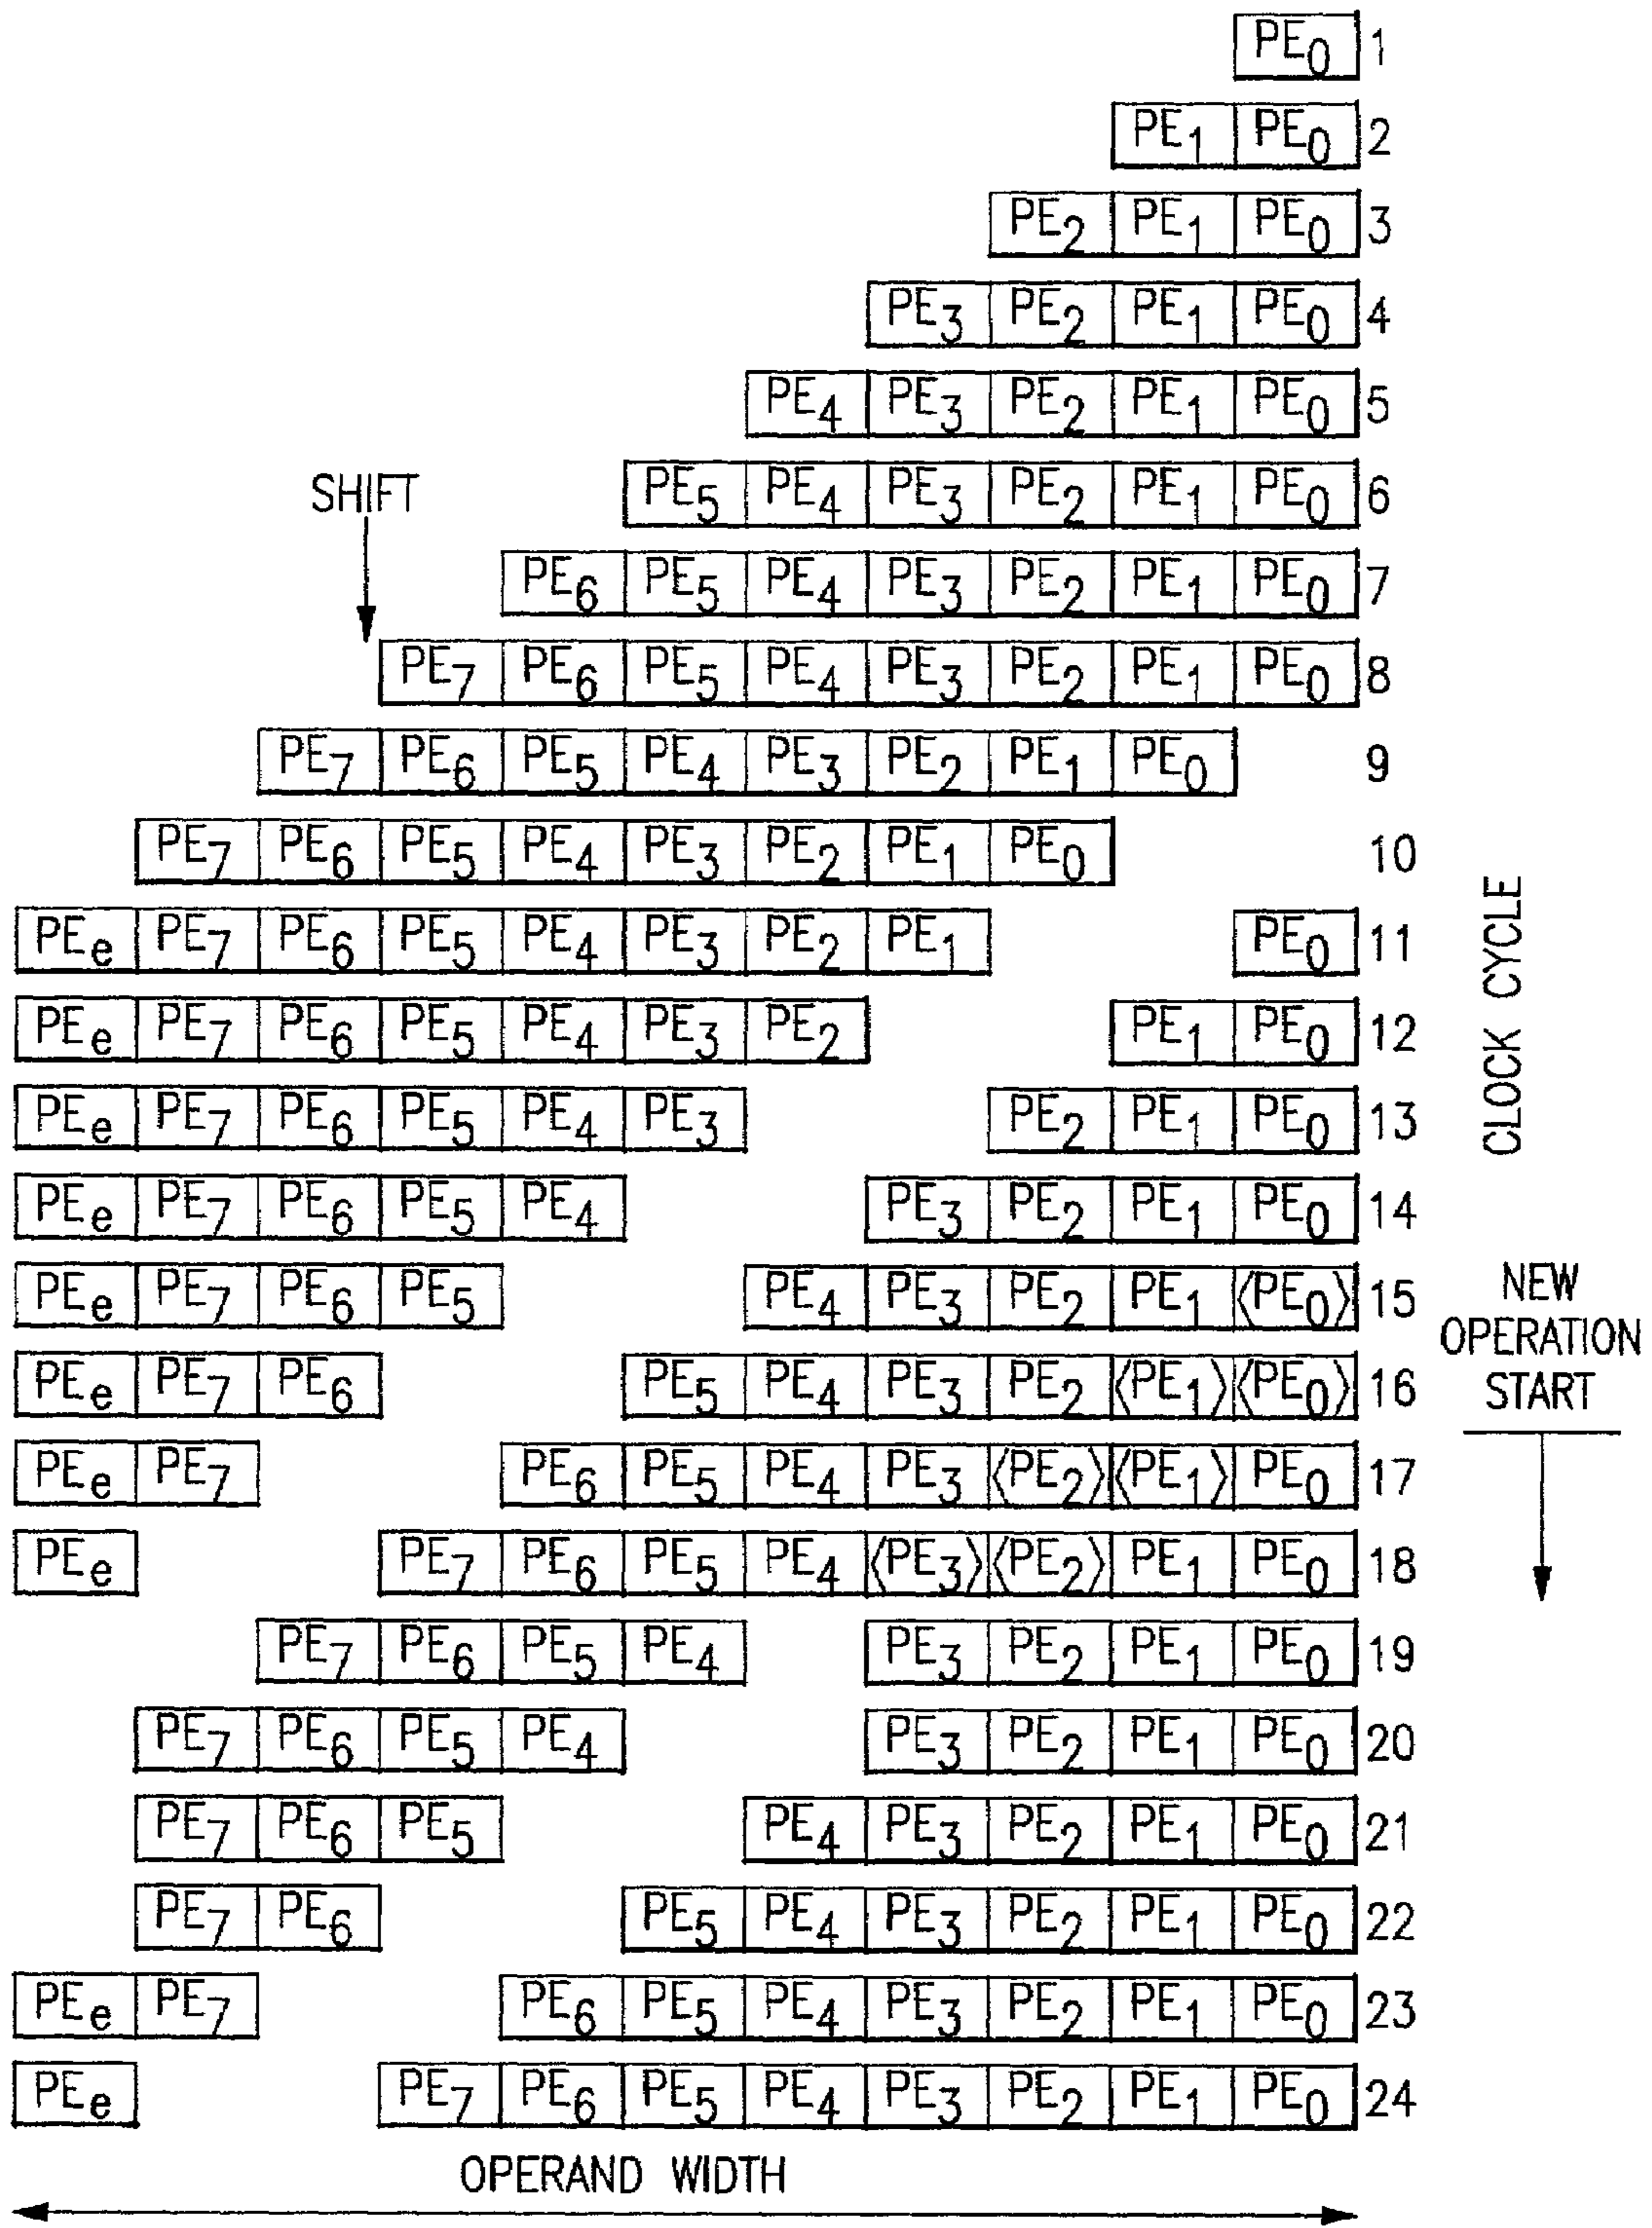 PE0 1
PE1 PE0 2
PE2 PE1 PE0 3
PE3 PE2 PE1 PE0 4
PE4 PE3 PE2 PE1 PE0 5
SHIFT
PE5 PE4 PE3 PE2 PE1 PE0 6
PE6 PE5 PE4 PE3 PE2 PE1 PE0 7
PE7 PE6 PE5 PE4 PE3 PE2 PE1 PE0 8
PE7 PE6 PE5 PE4 PE3 PE2 PE1 PE0 9
PE7 PE6 PE5 PE4 PE3 PE2 PE1 PE0 10
PEe PE7 PE6 PE5 PE4 PE3 PE2 PE1 PE0 11
PEe PE7 PE6 PE5 PE4 PE3 PE2 PE1 PE0 12
PEe PE7 PE6 PE5 PE4 PE3 PE2 PE1 PE0 13
CLOCK CYCLE
PEe PE7 PE6 PE5 PE4 PE3 PE2 PE1 PE0 14
PEe PE7 PE6 PE5 PE4 PE3 PE2 PE1 ⟨PE0⟩ 15
PEe PE7 PE6 PE5 PE4 PE3 PE2 ⟨PE1⟩ ⟨PE0⟩ 16
NEW
OPERATION
START
PEe PE7 PE6 PE5 PE4 PE3 ⟨PE2⟩ ⟨PE1⟩ PE0 17
PEe PE7 PE6 PE5 PE4 ⟨PE3⟩ ⟨PE2⟩ PE1 PE0 18
PE7 PE6 PE5 PE4 PE3 PE2 PE1 PE0 19
PE7 PE6 PE5 PE4 PE3 PE2 PE1 PE0 20
PE7 PE6 PE5 PE4 PE3 PE2 PE1 PE0 21
PE7 PE6 PE5 PE4 PE3 PE2 PE1 PE0 22
PEe PE7 PE6 PE5 PE4 PE3 PE2 PE1 PE0 23
PEe PE7 PE6 PE5 PE4 PE3 PE2 PE1 PE0 24
OPERAND WIDTH